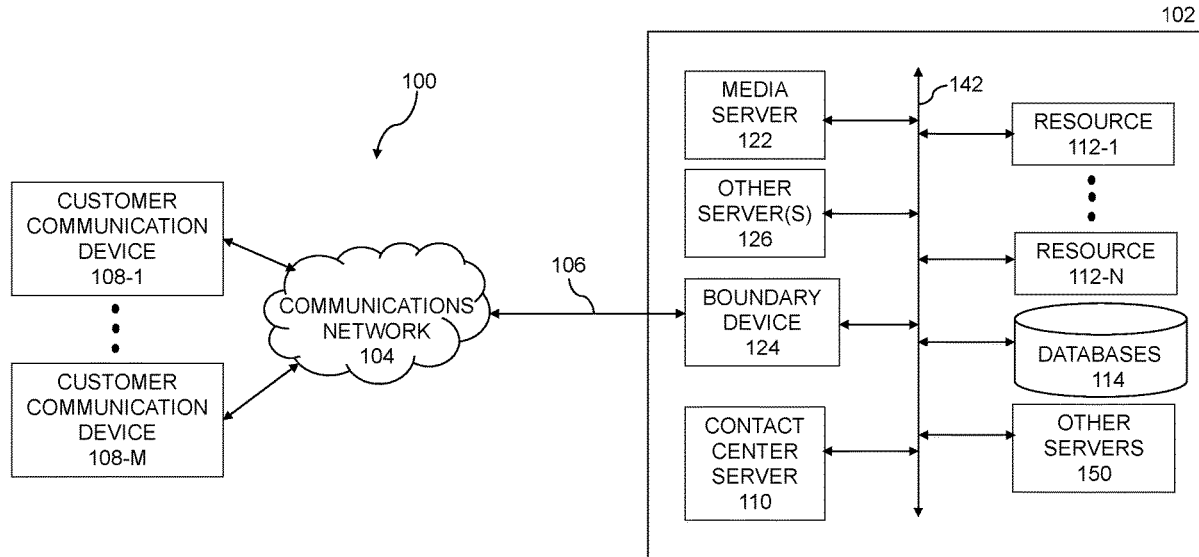 102
100
CUSTOMER
COMMUNICATION
DEVICE
108-1
CUSTOMER
COMMUNICATION
DEVICE
108-M
COMMUNICATIONS
NETWORK
104
106
MEDIA
SERVER
122
OTHER
SERVER(S)
126
BOUNDARY
DEVICE
124
CONTACT
CENTER
SERVER
110
142
RESOURCE
112-1
RESOURCE
112-N
DATABASES
114
OTHER
SERVERS
150